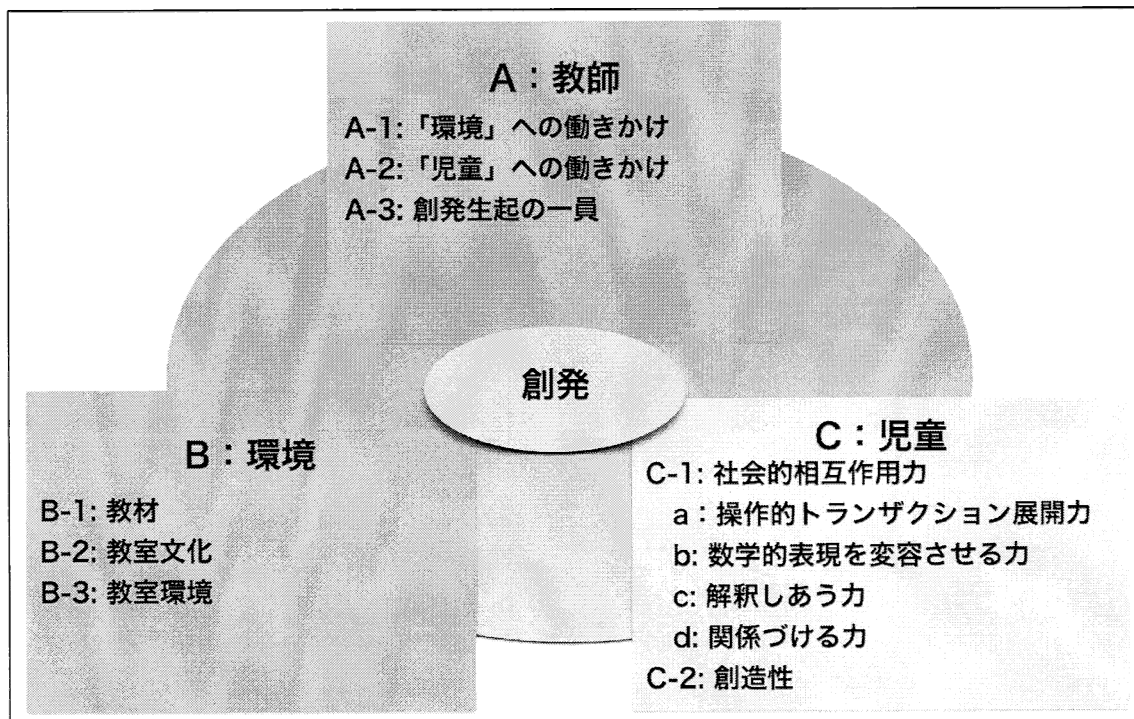 A：教師
A-1:「環境」への働きかけ
A-2:「児童」への働きかけ
A-3: 創発生起の一員
創発
B：環境
B-1: 教材
B-2: 教室文化
B-3: 教室環境
C：児童
C-1: 社会的相互作用力
a：操作的トランザクション展開力
b: 数学的表現を変容させる力
c: 解釈しあう力
d: 関係づける力
C-2: 創造性